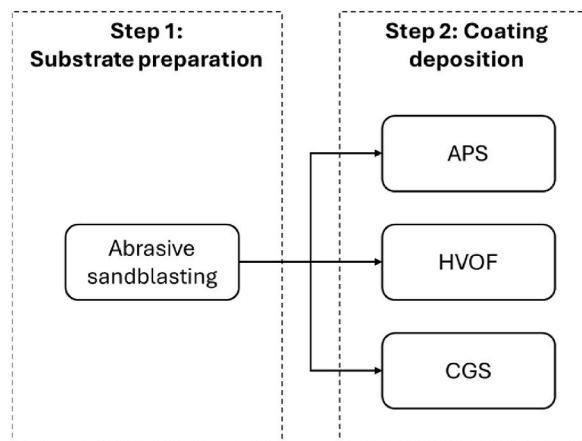 Step 1:
Substrate preparation
Step 2: Coating
deposition
Abrasive
sandblasting
APS
HVOF
CGS